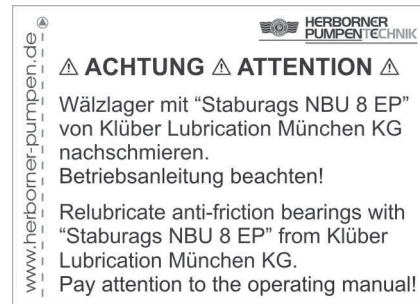 HERBORNER
PUMPENTECHNIK
⚠ ACHTUNG ⚠ ATTENTION ⚠
Wälzlager mit “Staburags NBU 8 EP”
von Klüber Lubrication München KG
nachschmieren.
Betriebsanleitung beachten!
Relubricate anti-friction bearings with
“Staburags NBU 8 EP” from Klüber
Lubrication München KG.
Pay attention to the operating manual!
www.herborner-pumpen.de